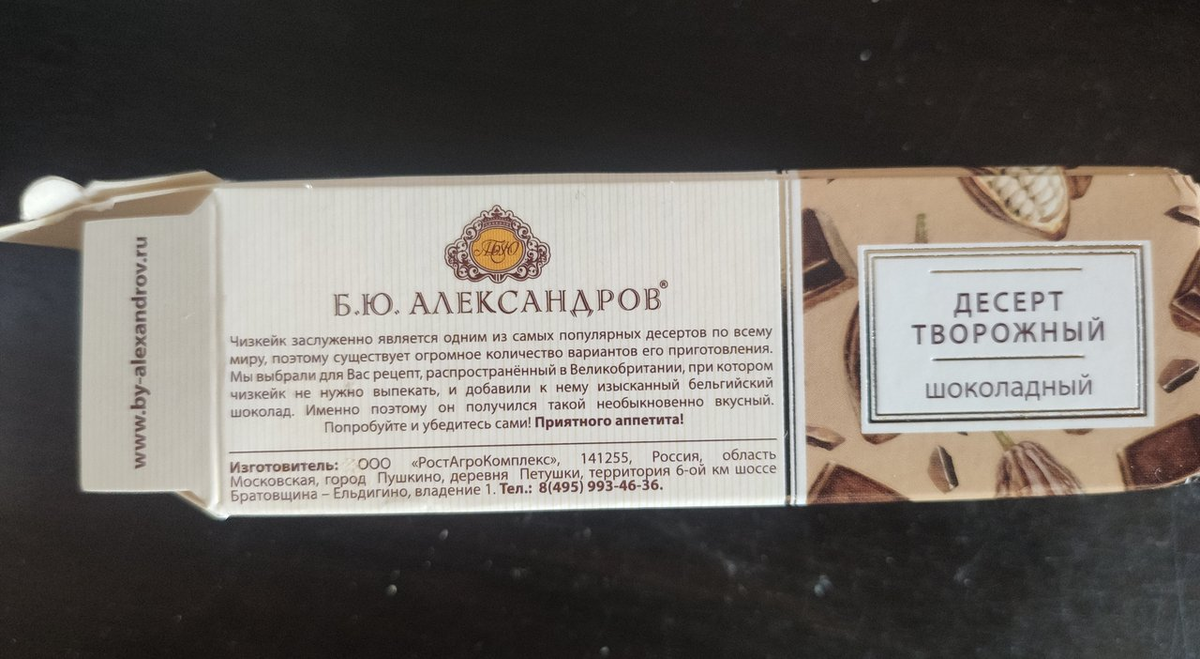 www.by-alexandrov.ru
АБЮ
Б.Ю. АЛЕКСАНДРОВ®
Чизкейк заслуженно является одним из самых популярных десертов по всему
миру, поэтому существует огромное количество вариантов его приготовления.
Мы выбрали для Вас рецепт, распространённый в Великобритании, при котором
чизкейк не нужно выпекать, и добавили к нему изысканный бельгийский
шоколад. Именно поэтому он получился такой необыкновенно вкусный.
Попробуйте и убедитесь сами! Приятного аппетита!
Изготовитель: ООО «РостАгроКомплекс», 141255, Россия, область
Московская, город Пушкино, деревня Петушки, территория 6-ой км шоссе
Братовщина – Ельдигино, владение 1. Тел.: 8(495) 993-46-36.
ДЕСЕРТ
ТВОРОЖНЫЙ
шоколадный